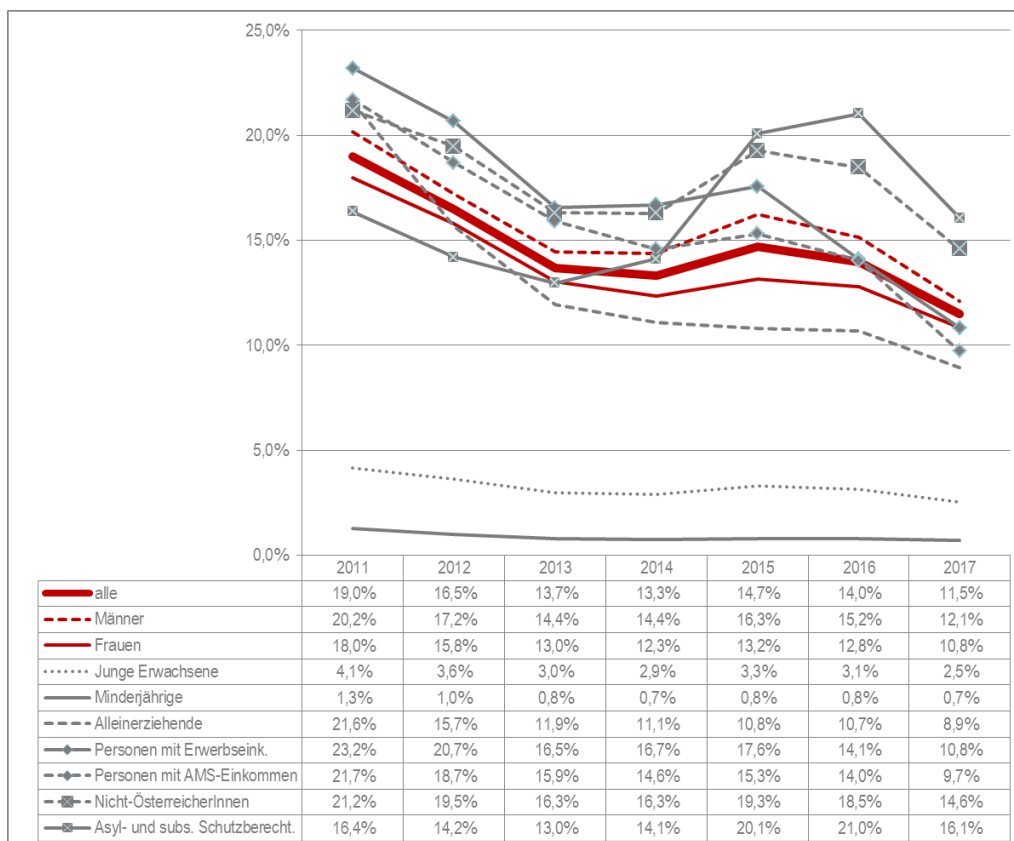 25,0%
20,0%
15,0%
10,0%
5,0%
0,0%
2011 2012 2013 2014 2015 2016 2017
alle 19,0% 16,5% 13,7% 13,3% 14,7% 14,0% 11,5%
Männer 20,2% 17,2% 14,4% 14,4% 16,3% 15,2% 12,1%
Frauen 18,0% 15,8% 13,0% 12,3% 13,2% 12,8% 10,8%
Junge Erwachsene 4,1% 3,6% 3,0% 2,9% 3,3% 3,1% 2,5%
Minderjährige 1,3% 1,0% 0,8% 0,7% 0,8% 0,8% 0,7%
Alleinerziehende 21,6% 15,7% 11,9% 11,1% 10,8% 10,7% 8,9%
Personen mit Erwerbseink. 23,2% 20,7% 16,5% 16,7% 17,6% 14,1% 10,8%
Personen mit AMS-Einkommen 21,7% 18,7% 15,9% 14,6% 15,3% 14,0% 9,7%
Nicht-ÖsterreicherInnen 21,2% 19,5% 16,3% 16,3% 19,3% 18,5% 14,6%
Asyl- und subs. Schutzberecht. 16,4% 14,2% 13,0% 14,1% 20,1% 21,0% 16,1%